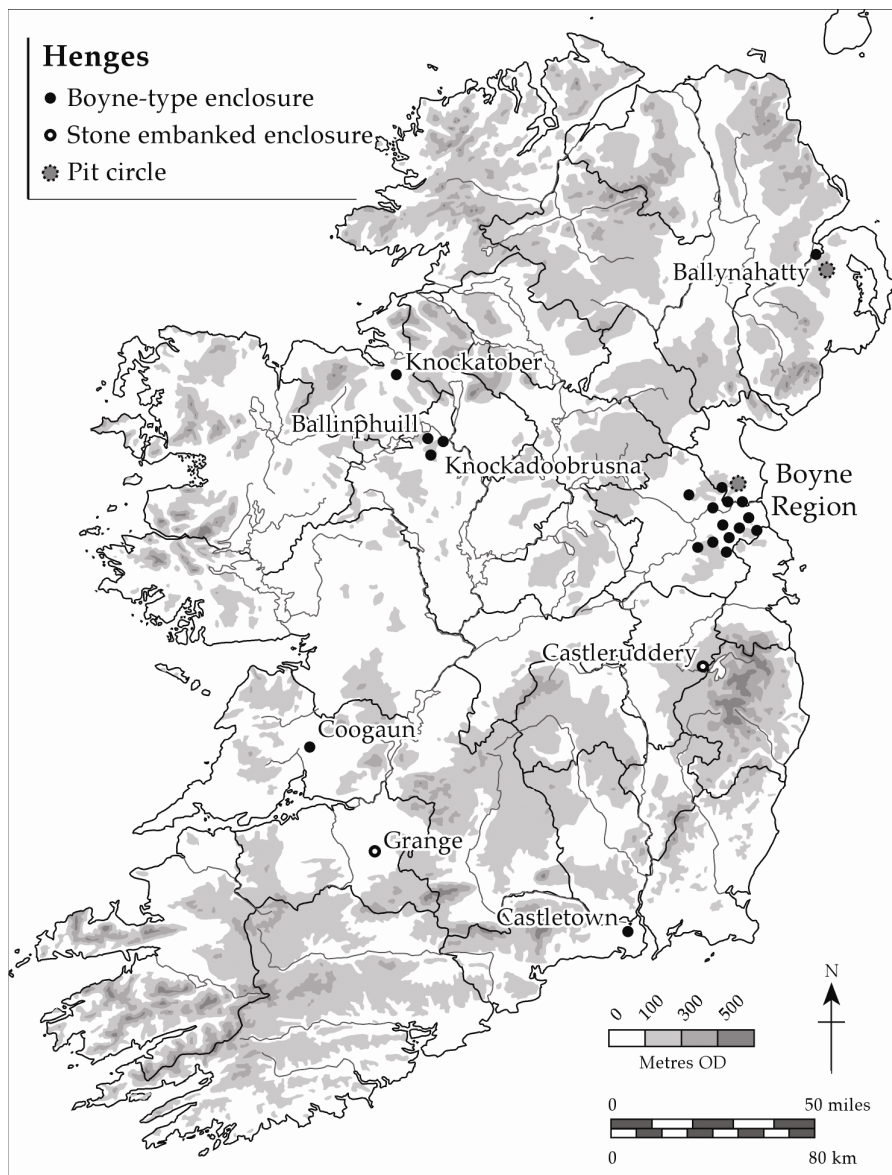 Henges
Boyne-type enclosure
Stone embanked enclosure
Pit circle
Ballynahatty
Knockatober
Ballinphuill
Knockadoobrusna
Boyne
Region
Castleruddery
Coogaun
Grange
Castletown
N
0 100 300 500
Metres OD
0 50 miles
0 80 km